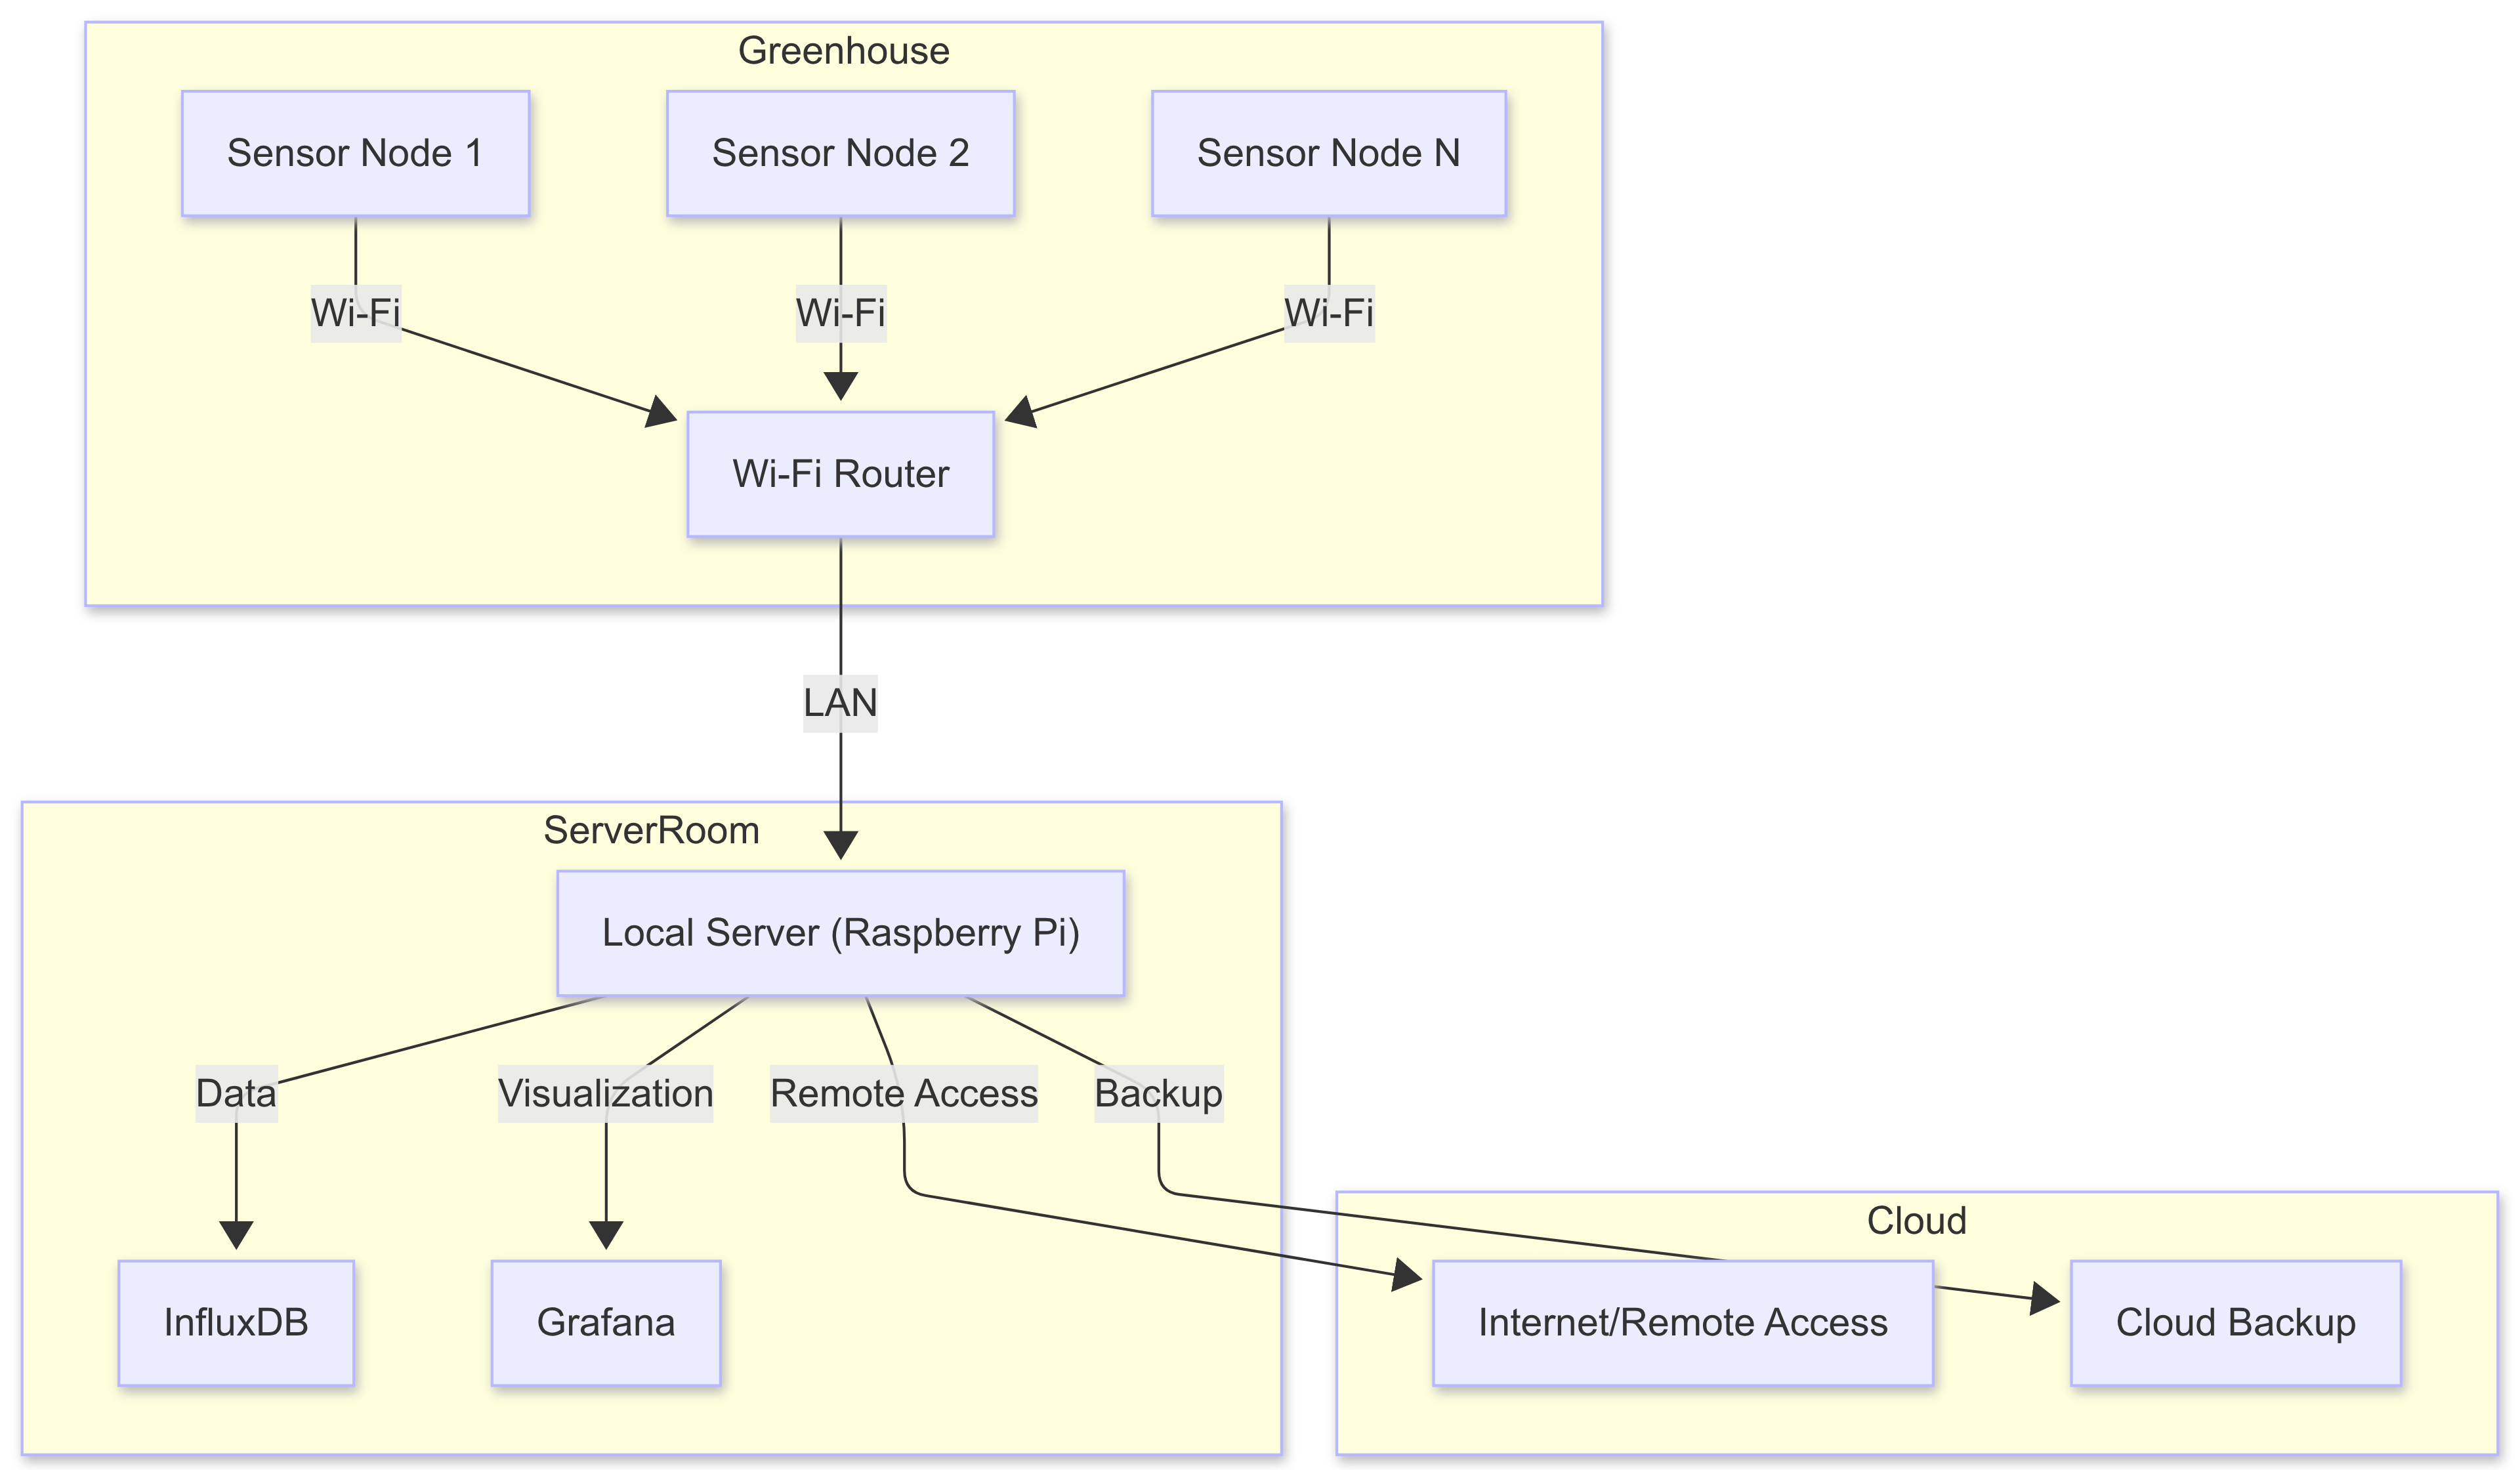 Greenhouse
Sensor Node 1
Sensor Node 2
Sensor Node N
Wi-Fi
Wi-Fi
Wi-Fi
Wi-Fi Router
LAN
ServerRoom
Local Server (Raspberry Pi)
Data
Visualization
Remote Access
Backup
Cloud
InfluxDB
Grafana
Internet/Remote Access
Cloud Backup